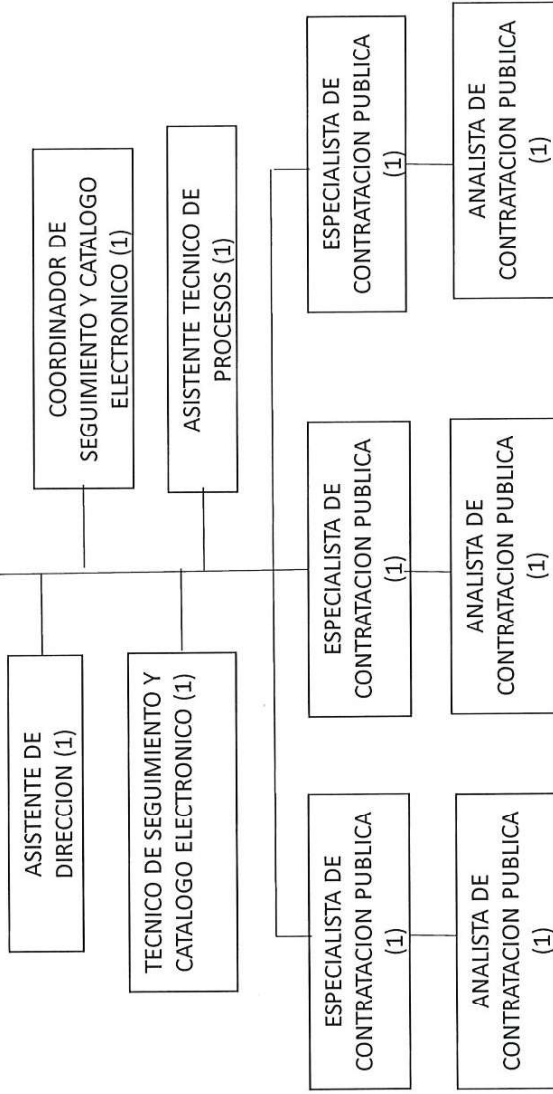 ASISTENTE DE
DIRECCION (1)
COORDINADOR DE
SEGUIMIENTO Y CATALOGO
ELECTRONICO (1)
TECNICO DE SEGUIMIENTO Y
CATALOGO ELECTRONICO (1)
ASISTENTE TECNICO DE
PROCESOS (1)
ESPECIALISTA DE
CONTRATACION PUBLICA
(1)
ESPECIALISTA DE
CONTRATACION PUBLICA
(1)
ESPECIALISTA DE
CONTRATACION PUBLICA
(1)
ANALISTA DE
CONTRATACION PUBLICA
(1)
ANALISTA DE
CONTRATACION PUBLICA
(1)
ANALISTA DE
CONTRATACION PUBLICA
(1)